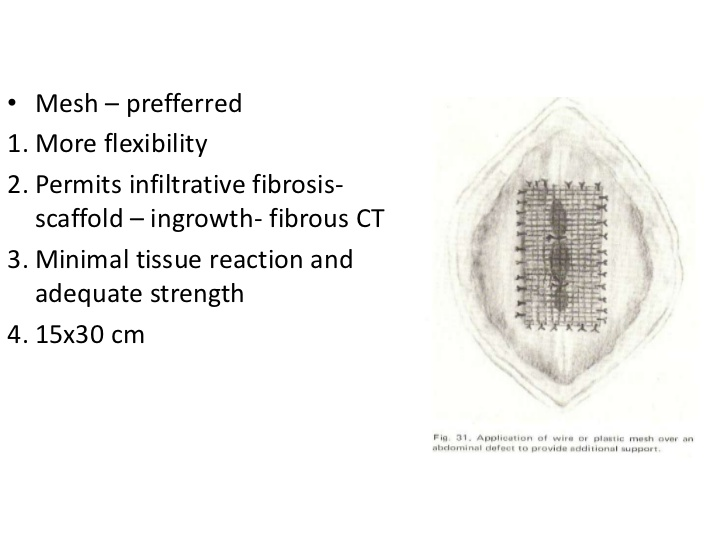 • Mesh – prefferred
1. More flexibility
2. Permits infiltrative fibrosis-
scaffold – ingrowth- fibrous CT
3. Minimal tissue reaction and
adequate strength
4. 15x30 cm
Fig. 31. Application of wire or plastic mesh over an
abdominal defect to provide additional support.